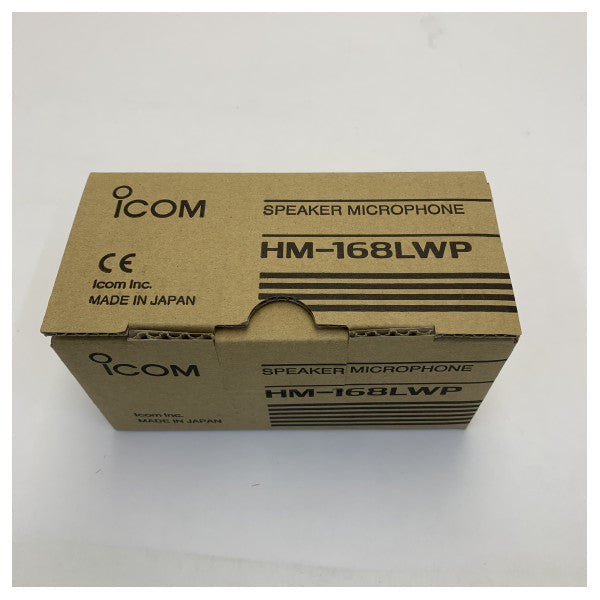 ICOM
SPEAKER MICROPHONE
HM-168LWP
CE
Icom Inc.
MADE IN JAPAN
ICOM
SPEAKER MICROPHONE
HM-168LWP
Icom Inc.
MADE IN JAPAN